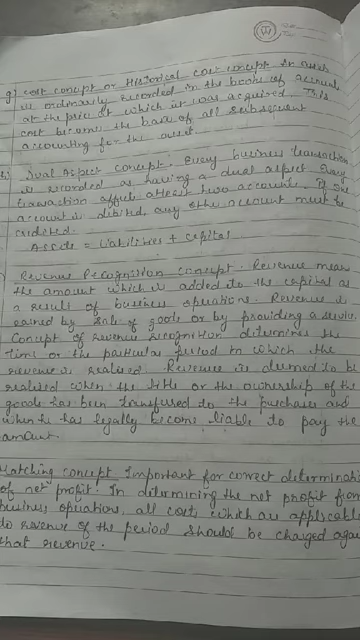 g) Cost concept or Historical cost concept. An asset
is ordinarily recorded in the books of accounts
at the price at which it was acquired. This
cost becomes the basis of all subsequent
accounting for the asset.
Dual Aspect concept. Every business transaction
is recorded as having a dual aspect. Every
transaction affects atleast two accounts. If one
account is debited, any other account must be
credited.
Assets = Liabilities + Capital
Revenue Recognition Concept. Revenue means
the amount which is added to the capital as
a result of business operations. Revenue is
earned by sale of goods or by providing a service.
Concept of revenue recognition determines the
time or the particular period in which the
revenue is realised. Revenue is deemed to be
realised when the title or the ownership of the
goods has been transferred to the purchaser and
when he has legally become liable to pay the
amount.
Matching concept. Important for correct determinati
of net profit. In determining the net profit from
business operations, all costs which are applicable
to revenue of the period should be charged again
that revenue.